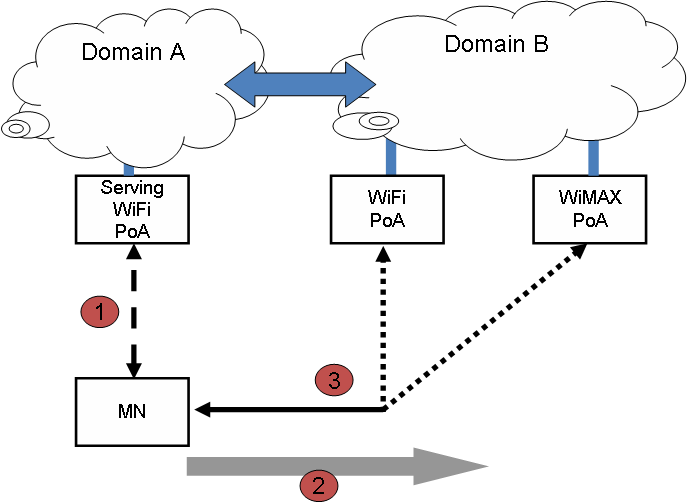 Domain A
Domain B
Serving
WiFi
PoA
WiFi
PoA
WiMAX
PoA
1
3
MN
2